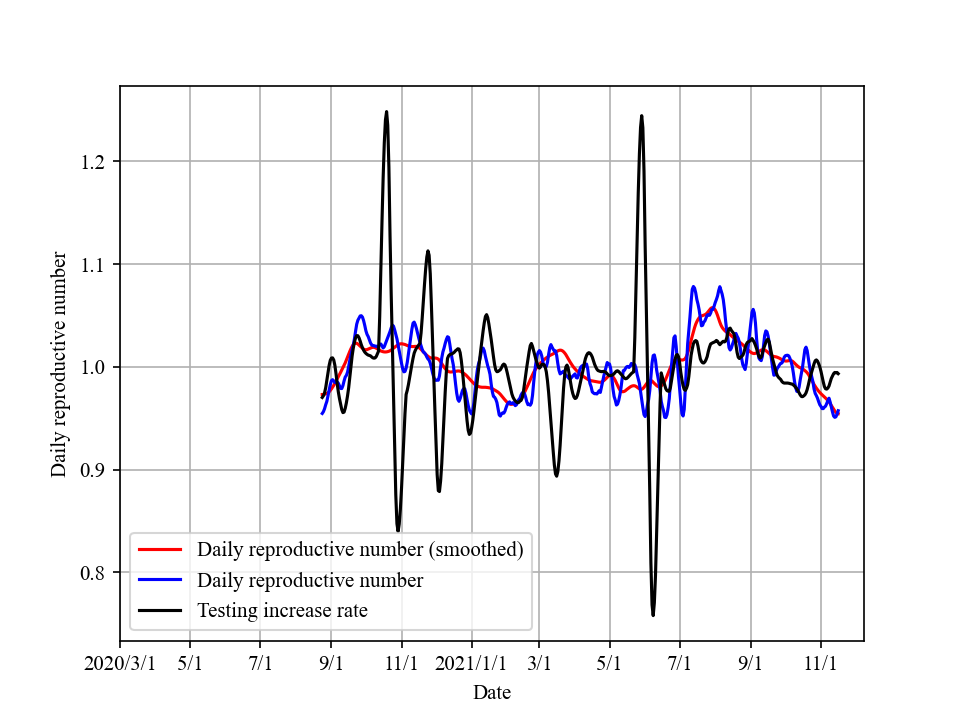 1.2
1.1
1.0
0.9
0.8
Daily reproductive number
Daily reproductive number (smoothed)
Daily reproductive number
Testing increase rate
2020/3/1 5/1 7/1 9/1 11/1 2021/1/1 3/1 5/1 7/1 9/1 11/1
Date